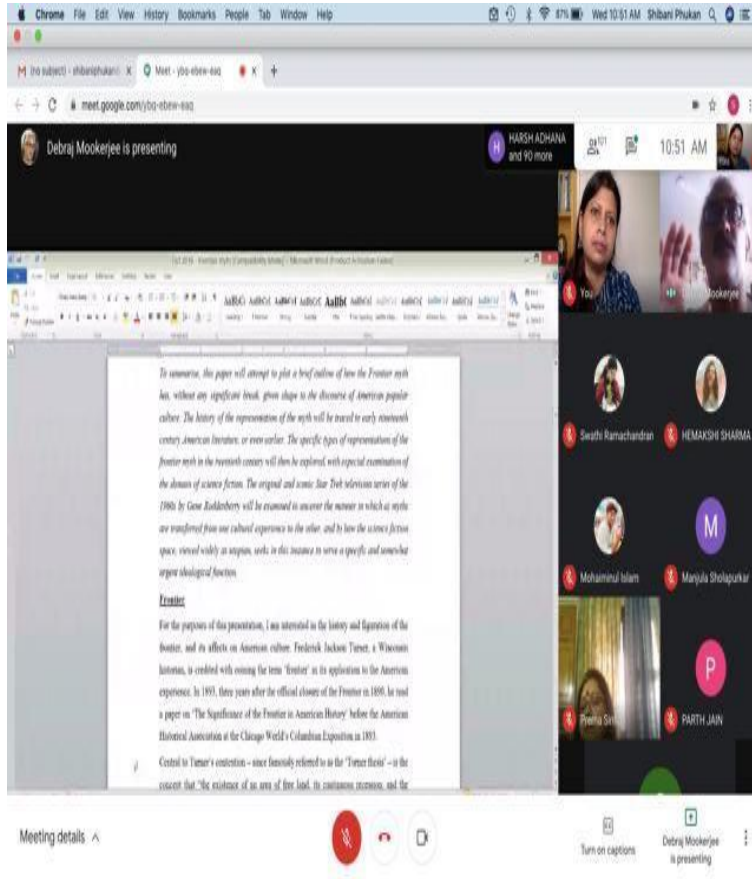 Chrome File Edit View History Bookmarks People Tab Window Help
87% Wed 10:51 AM Shibani Phukan
(no subject) - shibaniphukan
Meet - ybq-ebew-eaq
meet.google.com/ybq-ebew-eaq
Debraj Mookerjee is presenting
HARSH ADHANA
and 90 more
101
10:51 AM
You
Mookerjee
To summarise, this paper will attempt to plot a brief outline of how the Frontier myth
has, without any significant break, given shape to the discourse of American popular
culture. The history of the representation of the myth will be traced to early nineteenth
century American literature, or even earlier. The specific types of representations of the
frontier myth in the twentieth century will then be explored, with especial examination of
the domain of science fiction. The original and iconic Star Trek television series of the
1960s by Gene Roddenberry will be examined to uncover the manner in which as myths
are transferred from one cultural experience to the other, and by how the science fiction
space, viewed widely as utopian, seeks in this instance to serve a specific and somewhat
urgent ideological function.
Frontier
For the purposes of this presentation, I am interested in the history and figuration of the
frontier, and its affects on American culture. Frederick Jackson Turner, a Wisconsin
historian, is credited with coining the term 'frontier' in its application to the American
experience. In 1893, three years after the official closure of the Frontier in 1890, he read
a paper on 'The Significance of the Frontier in American History' before the American
Historical Association at the Chicago World's Columbian Exposition in 1893.
Central to Turner's contention – since famously referred to as the 'Turner thesis' – is the
concept that "the existence of an area of free land, its continuous recession, and the
Swathi Ramachandran
HEMAKSHI SHARMA
Mohaiminul Islam
M
Manjula Sholapurkar
Prema
P
PARTH JAIN
Meeting details
Turn on captions
Debraj Mookerjee
is presenting